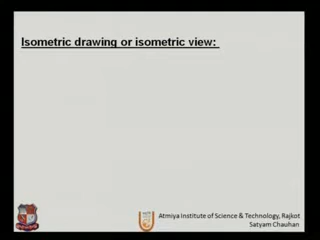 Isometric drawing or isometric view:
Atmiya Institute of Science & Technology, Rajkot
Satyam Chauhan